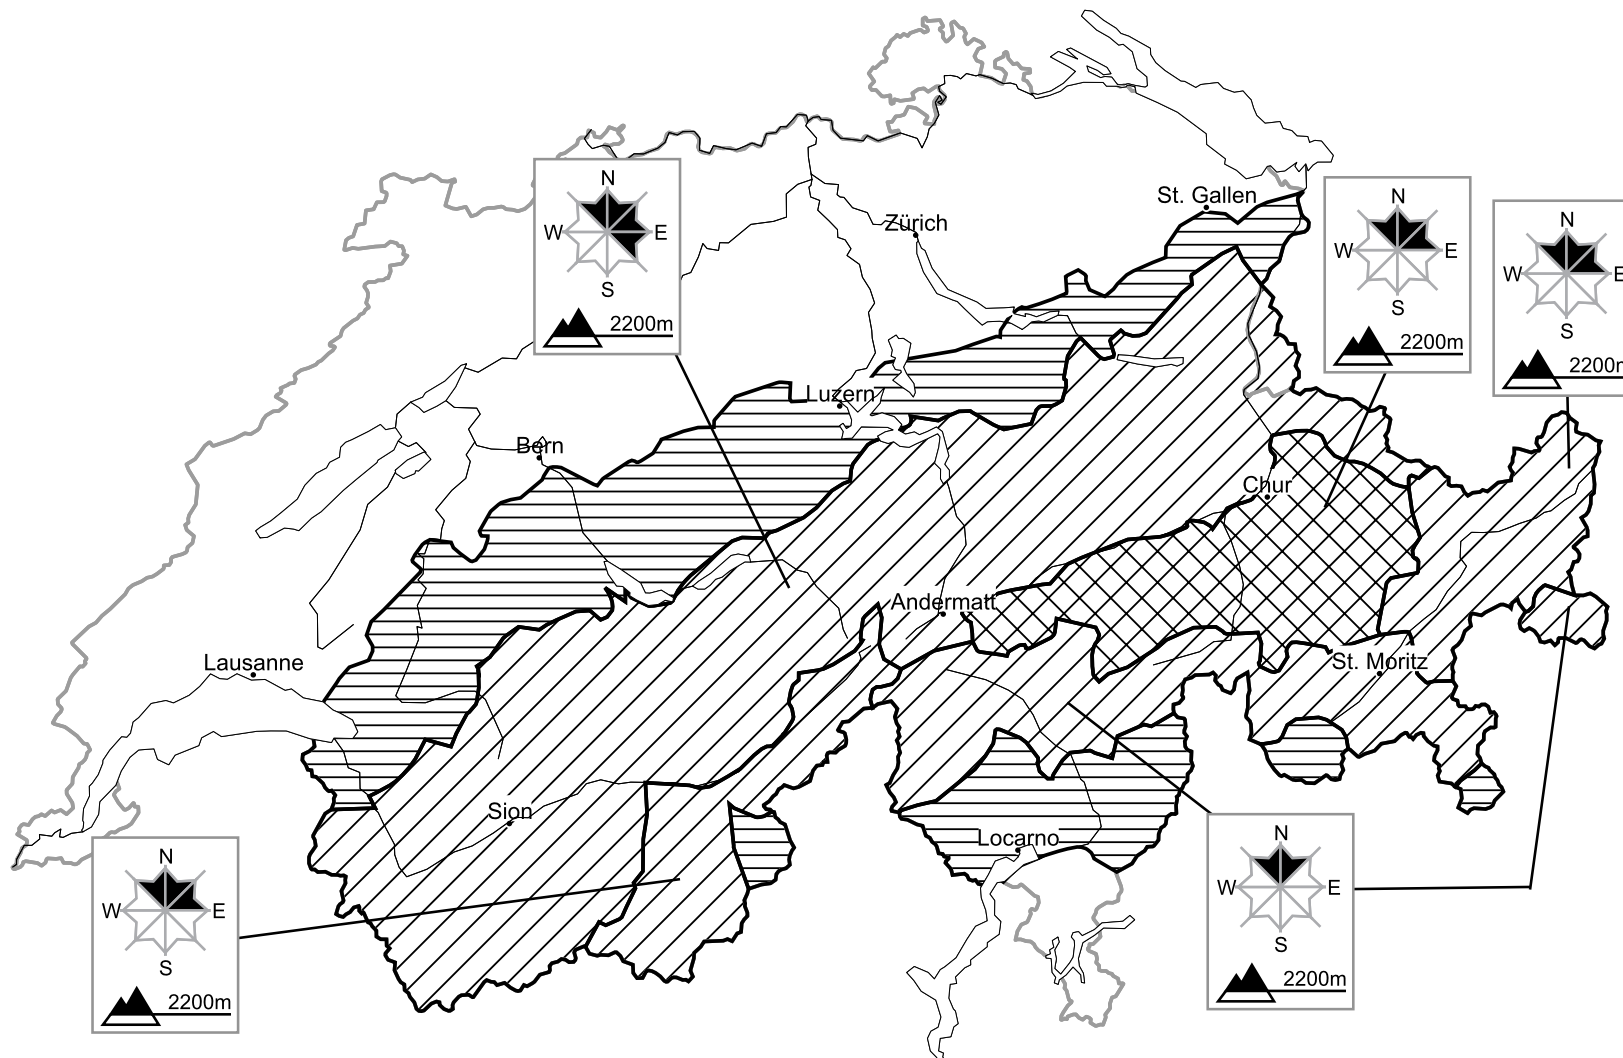 St. Gallen
Zürich
Luzern
Bern
Chur
Andermatt
Lausanne
St. Moritz
Sion
Locarno
N
W E
S
2200m
N
W E
S
2200m
N
W E
S
2200m
N
W E
S
2200m
N
W E
S
2200m